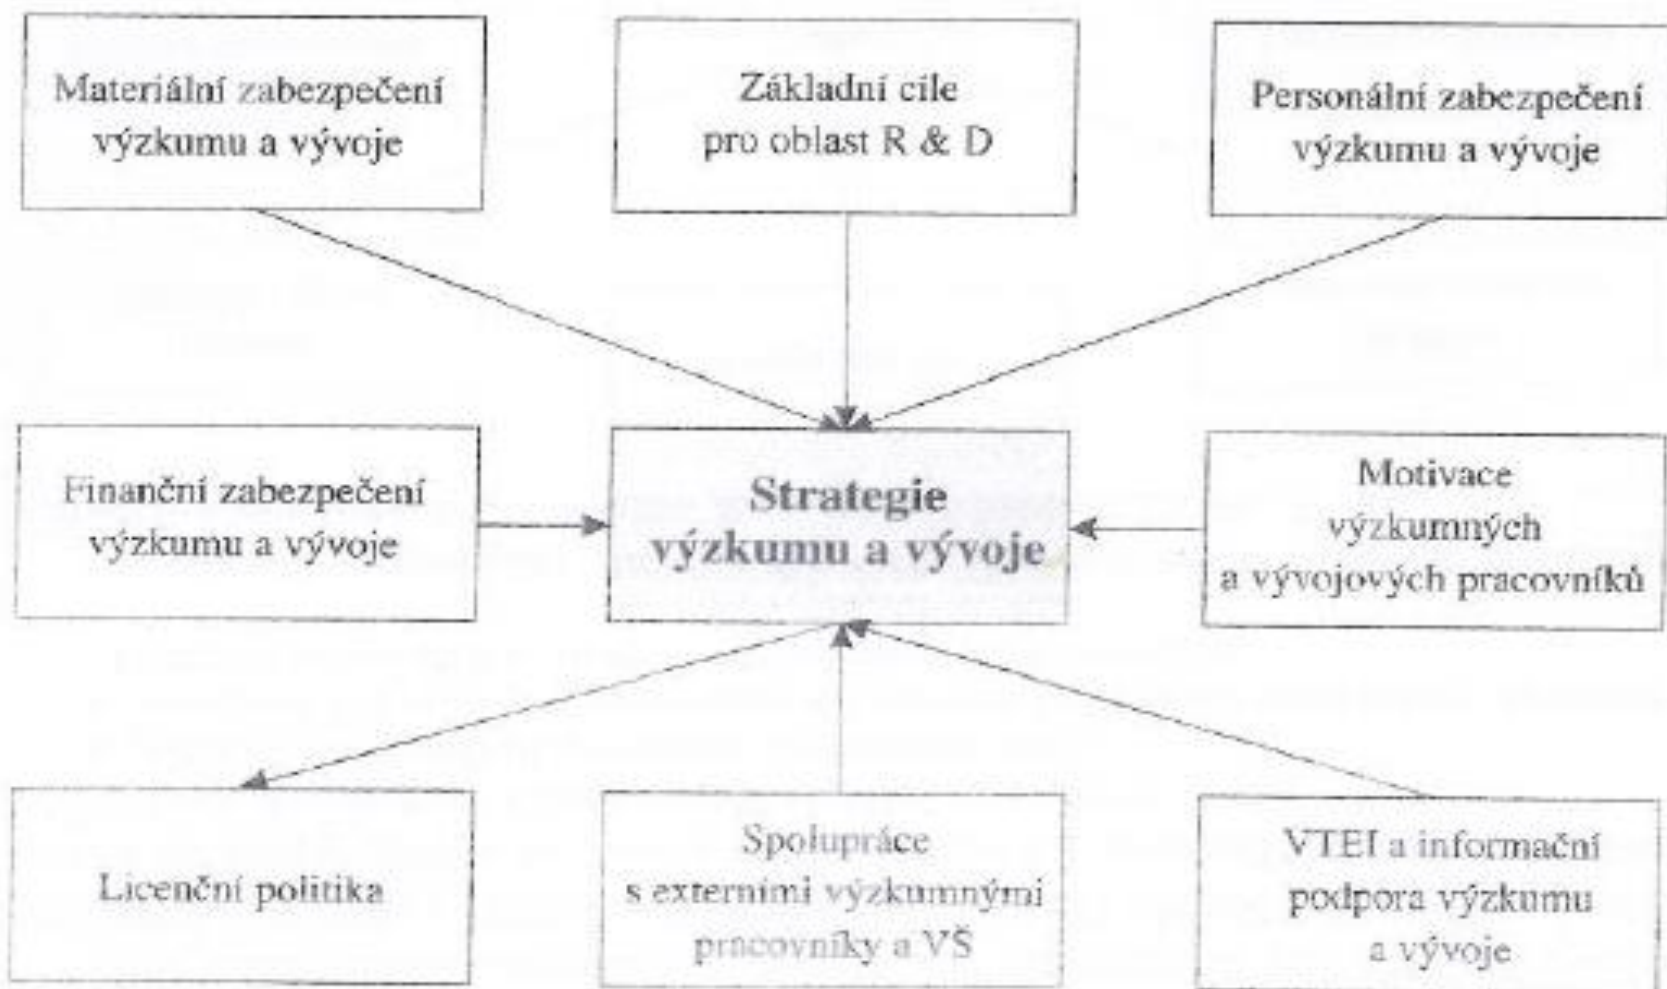 Materiální zabezpečení
výzkumu a vývoje
Základní cíle
pro oblast R & D
Personální zabezpečení
výzkumu a vývoje
Finanční zabezpečení
výzkumu a vývoje
Strategie
výzkumu a vývoje
Motivace
výzkumných
a vývojových pracovníků
Licenční politika
Spolupráce
s externími výzkumnými
pracovníky a VŠ
VTEI a informační
podpora výzkumu
a vývoje